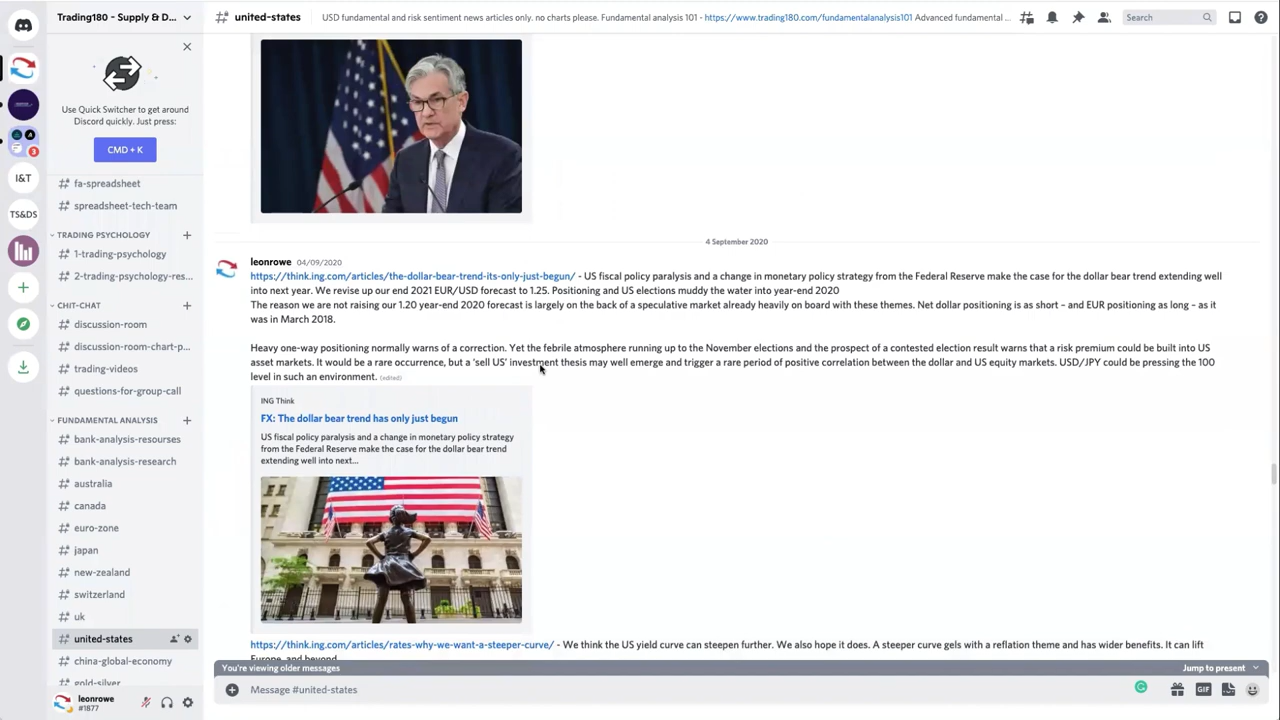 Trading180 - Supply & D...
united-states
USD fundamental and risk sentiment news articles only. no charts please. Fundamental analysis 101 - https://www.trading180.com/fundamentalanalysis101 Advanced fundamental ...
Search
Use Quick Switcher to get around
Discord quickly. Just press:
CMD + K
I&T
TS&DS
3
# fa-spreadsheet
# spreadsheet-tech-team
TRADING PSYCHOLOGY
# 1-trading-psychology
# 2-trading-psychology-res...
CHIT-CHAT
# discussion-room
# discussion-room-chart-p...
# trading-videos
# questions-for-group-call
FUNDAMENTAL ANALYSIS
# bank-analysis-resourses
# bank-analysis-research
# australia
# canada
# euro-zone
# japan
# new-zealand
# switzerland
# uk
# united-states
# china-global-economy
# gold-silver
leonrowe
#1877
4 September 2020
leonrowe 04/09/2020
https://think.ing.com/articles/the-dollar-bear-trend-its-only-just-begun/ - US fiscal policy paralysis and a change in monetary policy strategy from the Federal Reserve make the case for the dollar bear trend extending well
into next year. We revise up our end 2021 EUR/USD forecast to 1.25. Positioning and US elections muddy the water into year-end 2020
The reason we are not raising our 1.20 year-end 2020 forecast is largely on the back of a speculative market already heavily on board with these themes. Net dollar positioning is as short – and EUR positioning as long – as it
was in March 2018.
Heavy one-way positioning normally warns of a correction. Yet the febrile atmosphere running up to the November elections and the prospect of a contested election result warns that a risk premium could be built into US
asset markets. It would be a rare occurrence, but a 'sell US' investment thesis may well emerge and trigger a rare period of positive correlation between the dollar and US equity markets. USD/JPY could be pressing the 100
level in such an environment. (edited)
ING Think
FX: The dollar bear trend has only just begun
US fiscal policy paralysis and a change in monetary policy strategy
from the Federal Reserve make the case for the dollar bear trend
extending well into next...
https://think.ing.com/articles/rates-why-we-want-a-steeper-curve/ - We think the US yield curve can steepen further. We also hope it does. A steeper curve gels with a reflation theme and has wider benefits. It can lift
Europe, and beyond
You're viewing older messages
Jump to present
Message #united-states
GIF